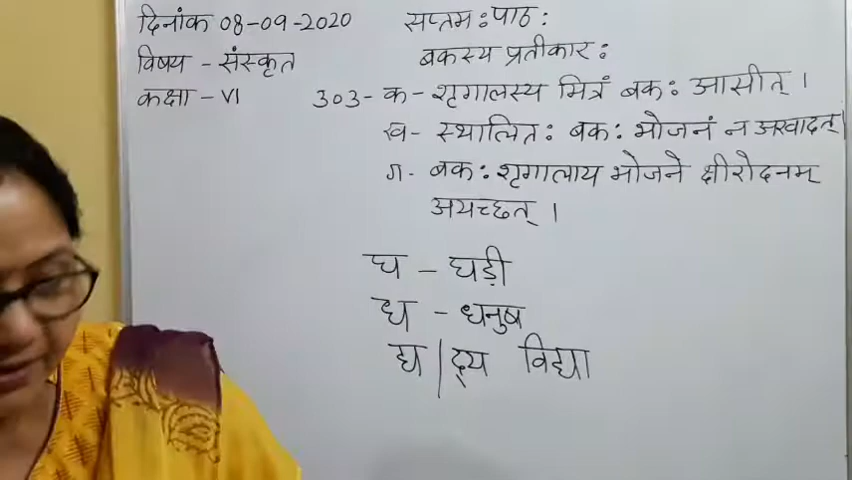 दिनांक 08-09-2020 सप्तम: पाठ:
विषय - संस्कृत बकस्य प्रतीकार:
कक्षा - VI
उ०उ- क- शृगालस्य मित्रं बक: आसीत् ।
ख- स्थालित: बक: भोजनं न अखादत् ।
ग- बक: शृगालाय भोजने क्षीरोदनम्
अयच्छत् ।
घ - घड़ी
ध - धनुष
द्य | द्‌य विद्या